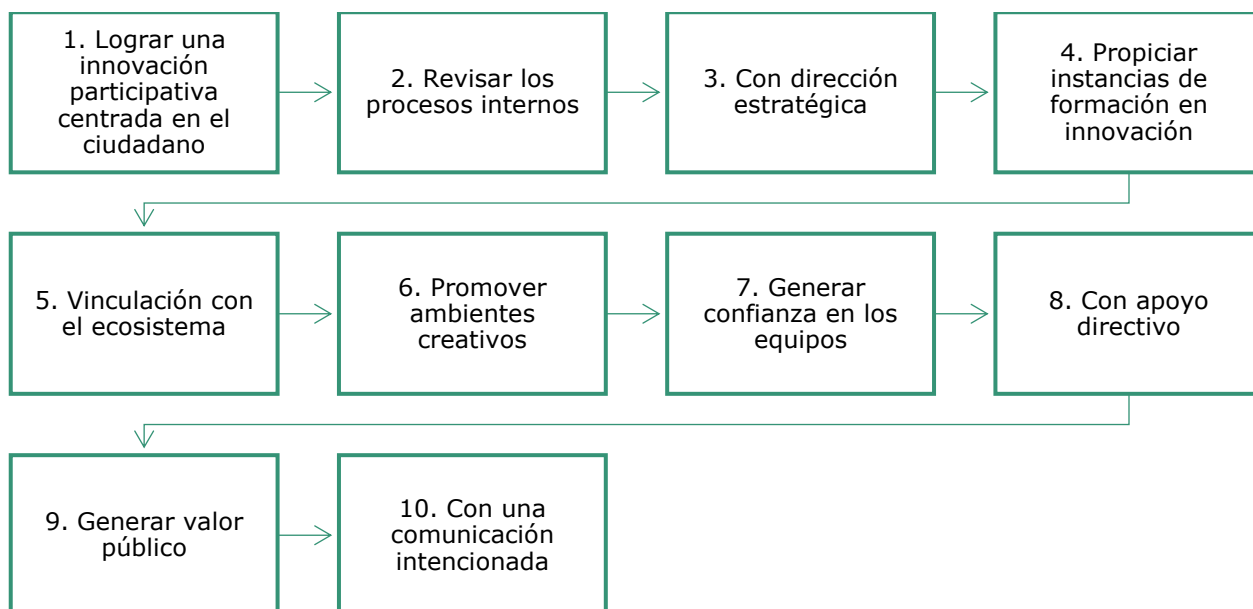 1. Lograr una
innovación
participativa
centrada en el
ciudadano
2. Revisar los
procesos internos
3. Con dirección
estratégica
4. Propiciar
instancias de
formación en
innovación
5. Vinculación con
el ecosistema
6. Promover
ambientes
creativos
7. Generar
confianza en los
equipos
8. Con apoyo
directivo
9. Generar valor
público
10. Con una
comunicación
intencionada